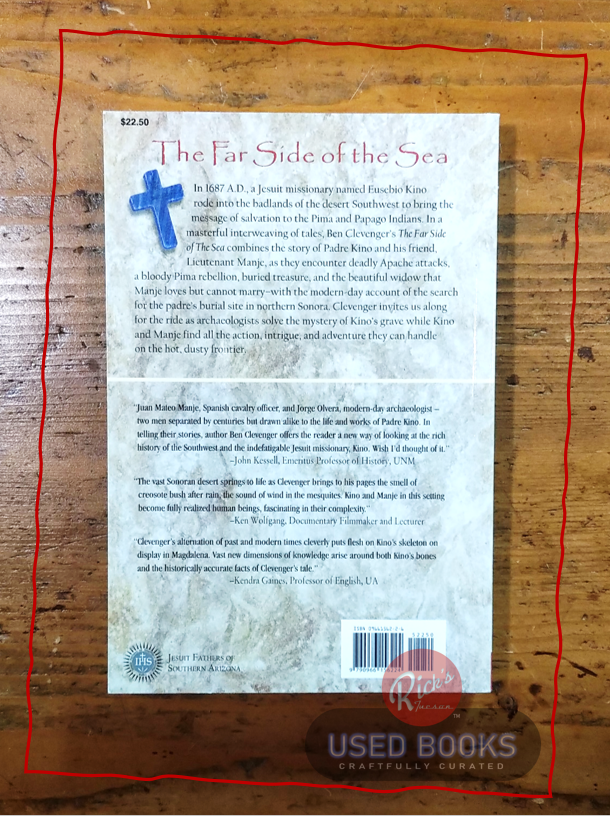 $22.50
The Far Side of the Sea
In 1687 A.D., a Jesuit missionary named Eusebio Kino
rode into the badlands of the desert Southwest to bring the
message of salvation to the Pima and Papago Indians. In a
masterful interweaving of tales, Ben Clevenger's The Far Side
of The Sea combines the story of Padre Kino and his friend,
Lieutenant Manje, as they encounter deadly Apache attacks,
a bloody Pima rebellion, buried treasure, and the beautiful widow that
Manje loves but cannot marry–with the modern-day account of the search
for the padre's burial site in northern Sonora. Clevenger invites us along
for the ride as archaeologists solve the mystery of Kino's grave while Kino
and Manje find all the action, intrigue, and adventure they can handle
on the hot, dusty frontier.
"Juan Mateo Manje, Spanish cavalry officer, and Jorge Olvera, modern-day archaeologist –
two men separated by centuries but drawn alike to the life and works of Padre Kino. In
telling their stories, author Ben Clevenger offers the reader a new way of looking at the rich
history of the Southwest and the indefatigable Jesuit missionary, Kino. Wish I'd thought of it."
–John Kessell, Emeritus Professor of History, UNM
"The vast Sonoran desert springs to life as Clevenger brings to his pages the smell of
creosote bush after rain, the sound of wind in the mesquites. Kino and Manje in this setting
become fully realized human beings, fascinating in their complexity."
–Ken Wolfgang, Documentary Filmmaker and Lecturer
"Clevenger's alternation of past and modern times cleverly puts flesh on Kino's skeleton on
display in Magdalena. Vast new dimensions of knowledge arise around both Kino's bones
and the historically accurate facts of Clevenger's tale."
–Kendra Gaines, Professor of English, UA
ISBN
52250
IHS
Jesuit Fathers of
Southern Arizona
Rick's
Tucson
TM
USED BOOKS
CRAFTFULLY CURATED